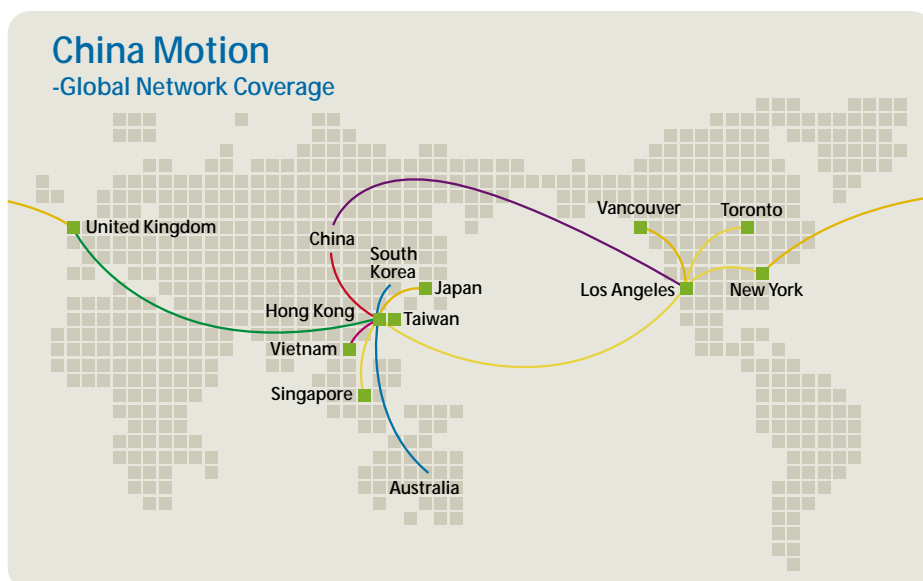 China Motion
-Global Network Coverage
United Kingdom
China
South
Korea
Japan
Hong Kong
Taiwan
Vietnam
Singapore
Australia
Vancouver
Toronto
Los Angeles
New York